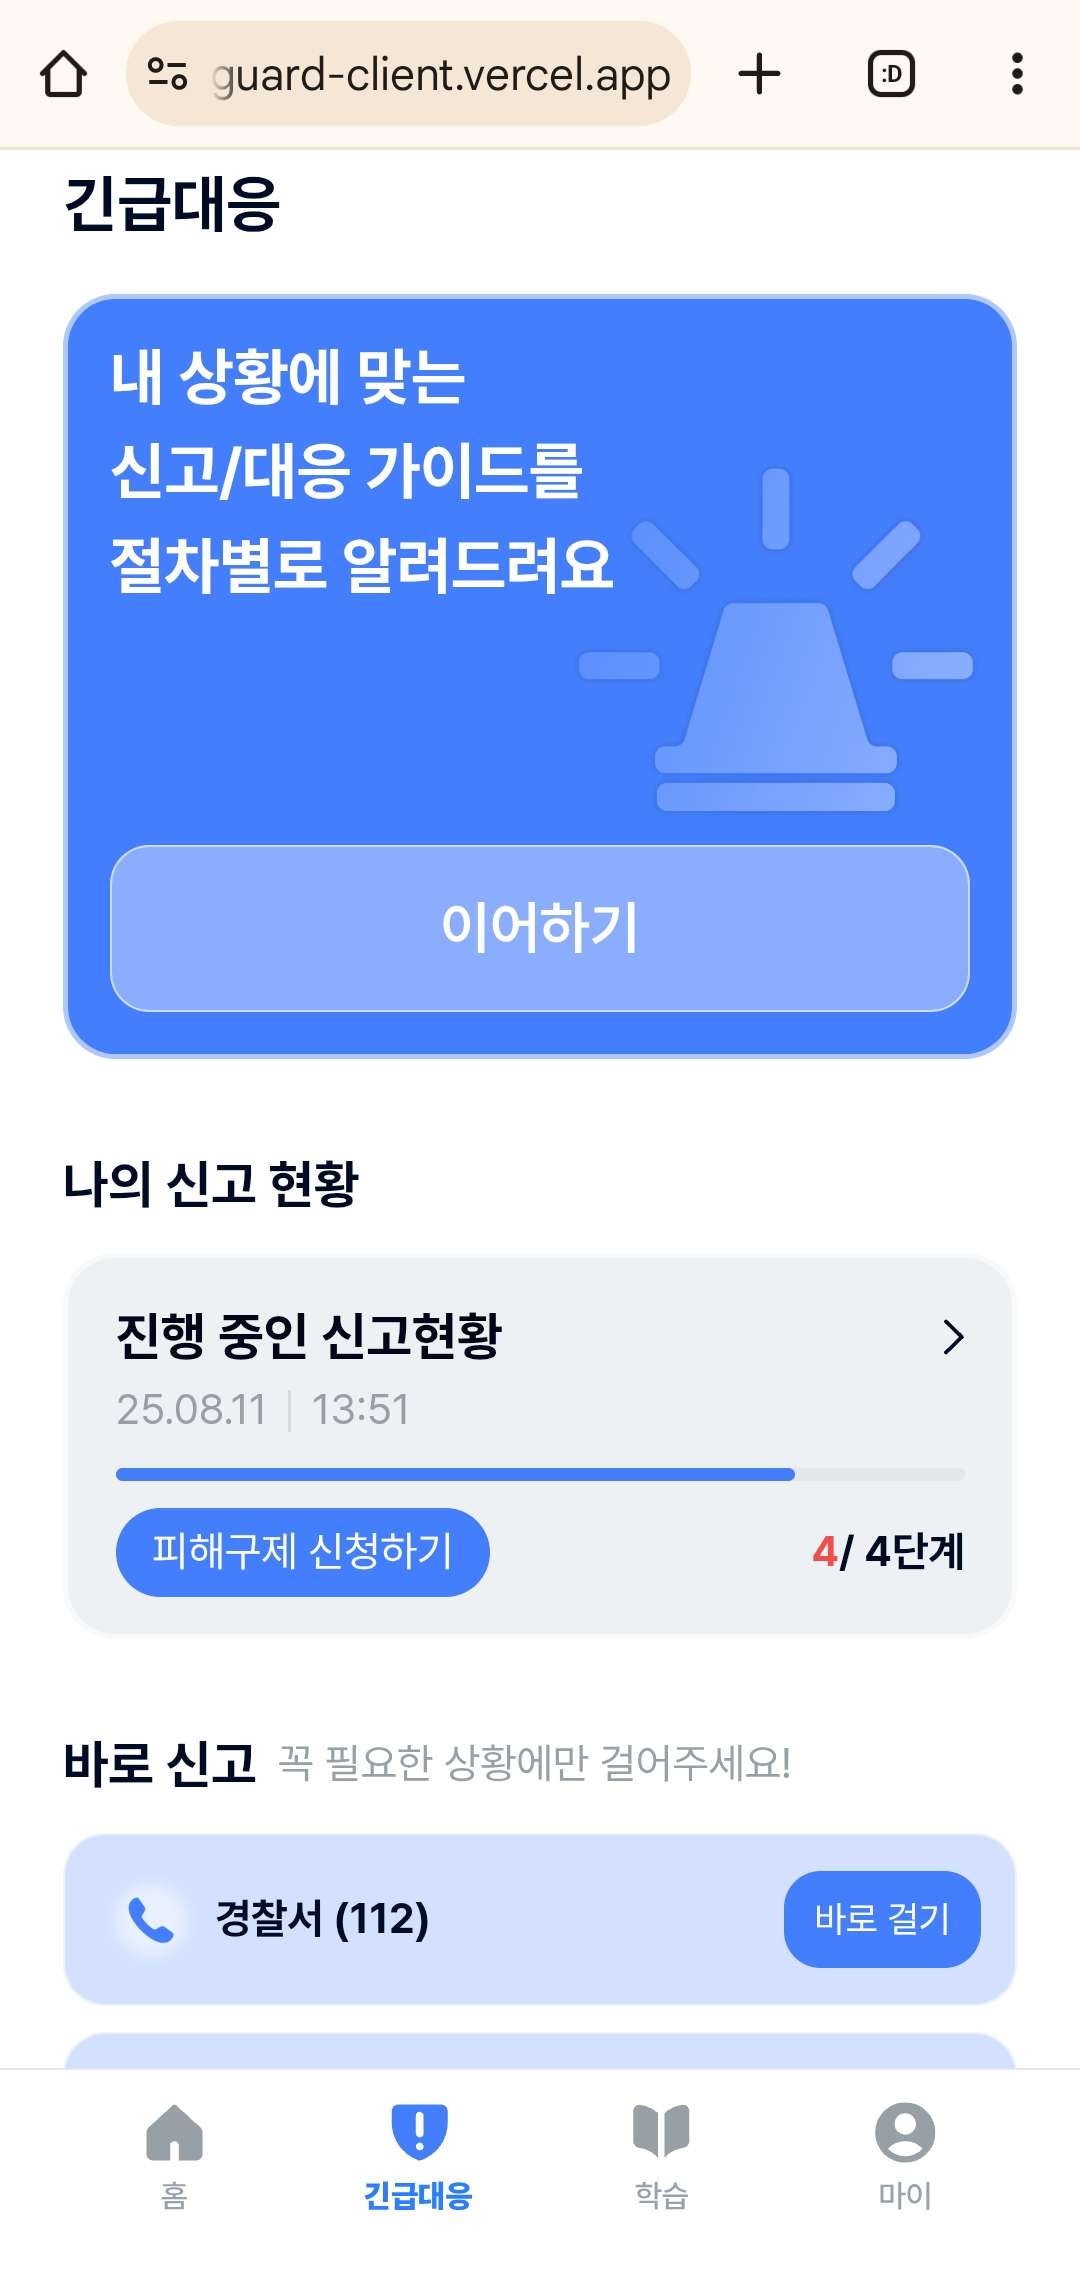 guard-client.vercel.app
:D
긴급대응
내 상황에 맞는
신고/대응 가이드를
절차별로 알려드려요
이어하기
나의 신고 현황
진행 중인 신고현황
25.08.11 | 13:51
피해구제 신청하기
4/ 4단계
바로 신고 꼭 필요한 상황에만 걸어주세요!
경찰서 (112)
바로 걸기
홈
긴급대응
학습
마이